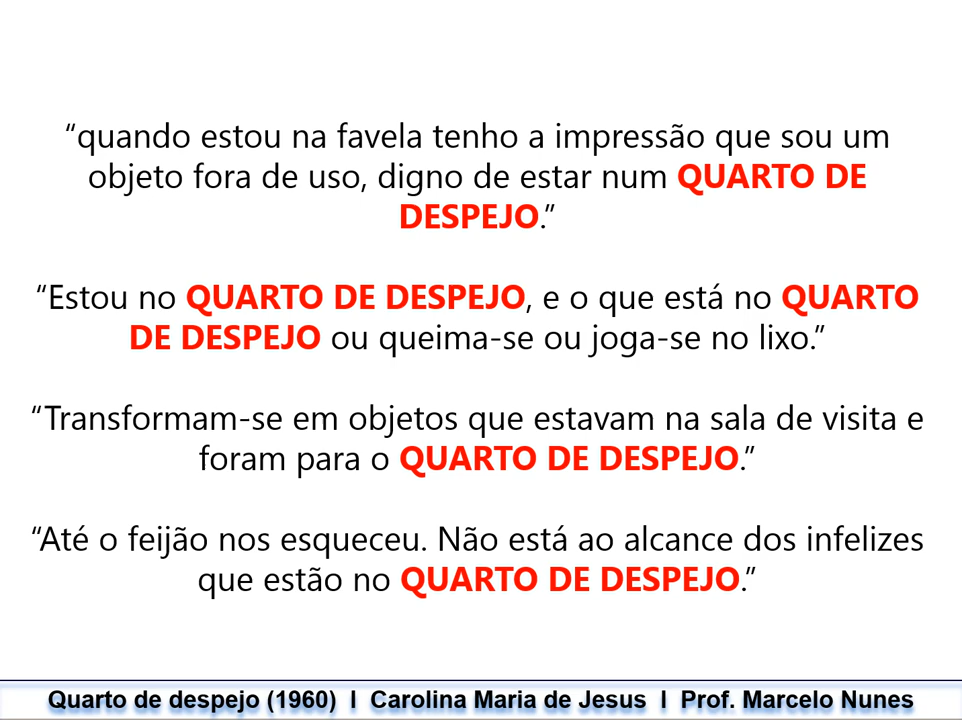 “quando estou na favela tenho a impressão que sou um
objeto fora de uso, digno de estar num QUARTO DE
DESPEJO.”
“Estou no QUARTO DE DESPEJO, e o que está no QUARTO
DE DESPEJO ou queima-se ou joga-se no lixo.”
“Transformam-se em objetos que estavam na sala de visita e
foram para o QUARTO DE DESPEJO.”
“Até o feijão nos esqueceu. Não está ao alcance dos infelizes
que estão no QUARTO DE DESPEJO.”
Quarto de despejo (1960) I Carolina Maria de Jesus I Prof. Marcelo Nunes